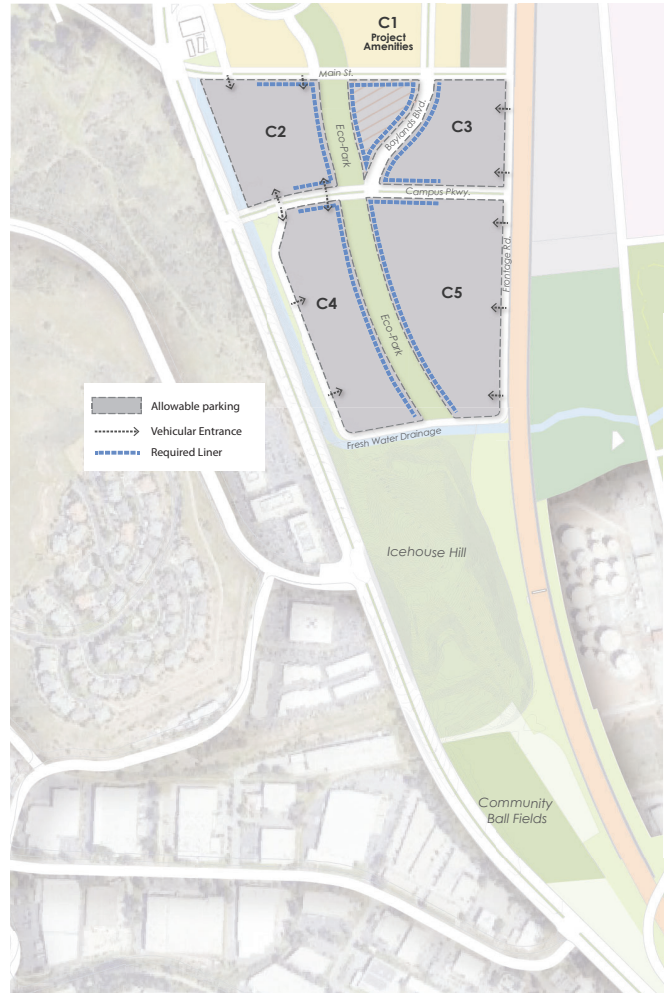 C1
Project
Amenities
Main St.
C2
Eco-Park
Baylands Blvd.
C3
Campus Pkwy.
Frontage Rd.
C4
Eco-Park
C5
Allowable parking
Vehicular Entrance
Required Liner
Fresh Water Drainage
Icehouse Hill
Community
Ball Fields